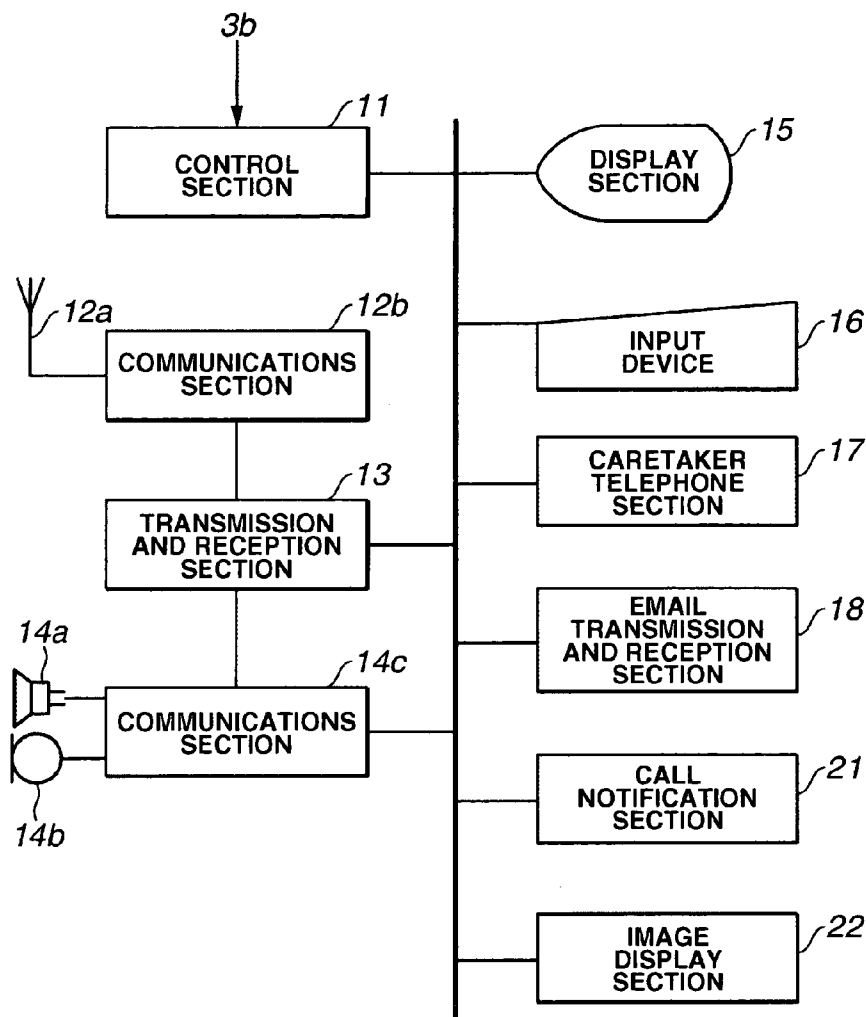 3b
11
CONTROL
SECTION
DISPLAY
SECTION
15
12a
12b
COMMUNICATIONS
SECTION
INPUT
DEVICE
16
13
TRANSMISSION
AND RECEPTION
SECTION
CARETAKER
TELEPHONE
SECTION
17
14a
14c
COMMUNICATIONS
SECTION
14b
EMAIL
TRANSMISSION
AND RECEPTION
SECTION
18
CALL
NOTIFICATION
SECTION
21
IMAGE
DISPLAY
SECTION
22